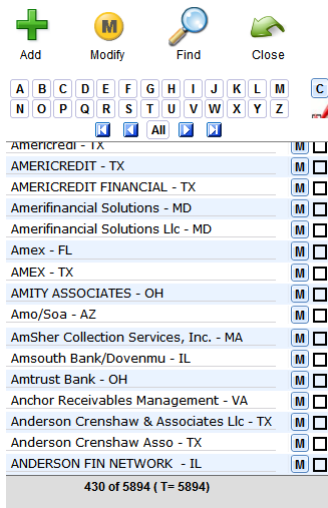 Add Modify Find Close
A B C D E F G H I J K L M C
N O P Q R S T U V W X Y Z
All
Americredi - TX M
AMERICREDIT - TX M
AMERICREDIT FINANCIAL - TX M
Amerifinancial Solutions - MD M
Amerifinancial Solutions Llc - MD M
Amex - FL M
AMEX - TX M
AMITY ASSOCIATES - OH M
Amo/Soa - AZ M
AmSher Collection Services, Inc. - MA M
Amsouth Bank/Dovenmu - IL M
Amtrust Bank - OH M
Anchor Receivables Management - VA M
Anderson Crenshaw & Associates Llc - TX M
Anderson Crenshaw Asso - TX M
ANDERSON FIN NETWORK - IL M
430 of 5894 ( T= 5894)